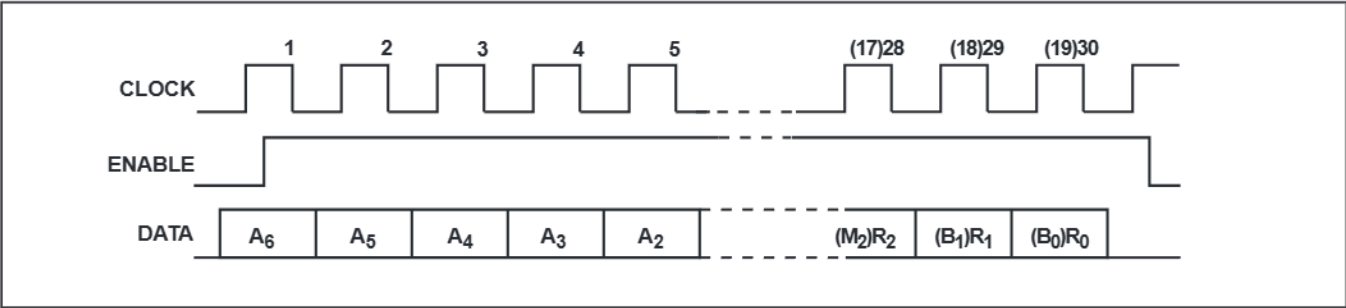 1 2 3 4 5 (17)28 (18)29 (19)30
CLOCK
ENABLE
DATA A6 A5 A4 A3 A2 (M2)R2 (B1)R1 (B0)R0